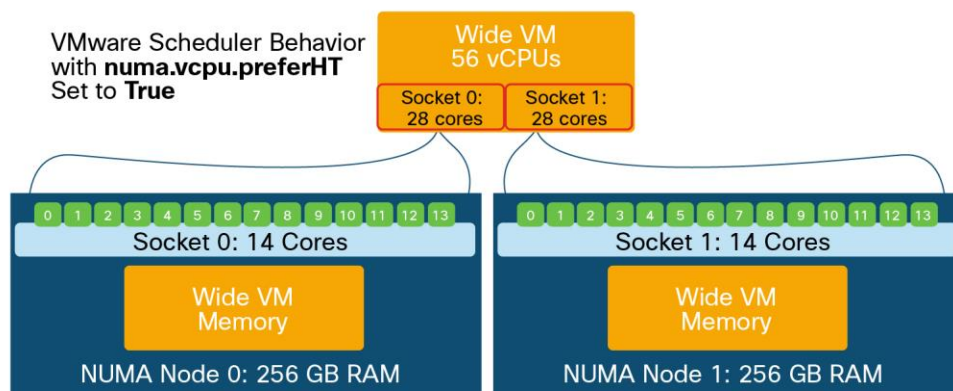 VMware Scheduler Behavior
with numa.vcpu.preferHT
Set to True
Wide VM
56 vCPUs
Socket 0:
28 cores
Socket 1:
28 cores
0 1 2 3 4 5 6 7 8 9 10 11 12 13
Socket 0: 14 Cores
Wide VM
Memory
NUMA Node 0: 256 GB RAM
0 1 2 3 4 5 6 7 8 9 10 11 12 13
Socket 1: 14 Cores
Wide VM
Memory
NUMA Node 1: 256 GB RAM